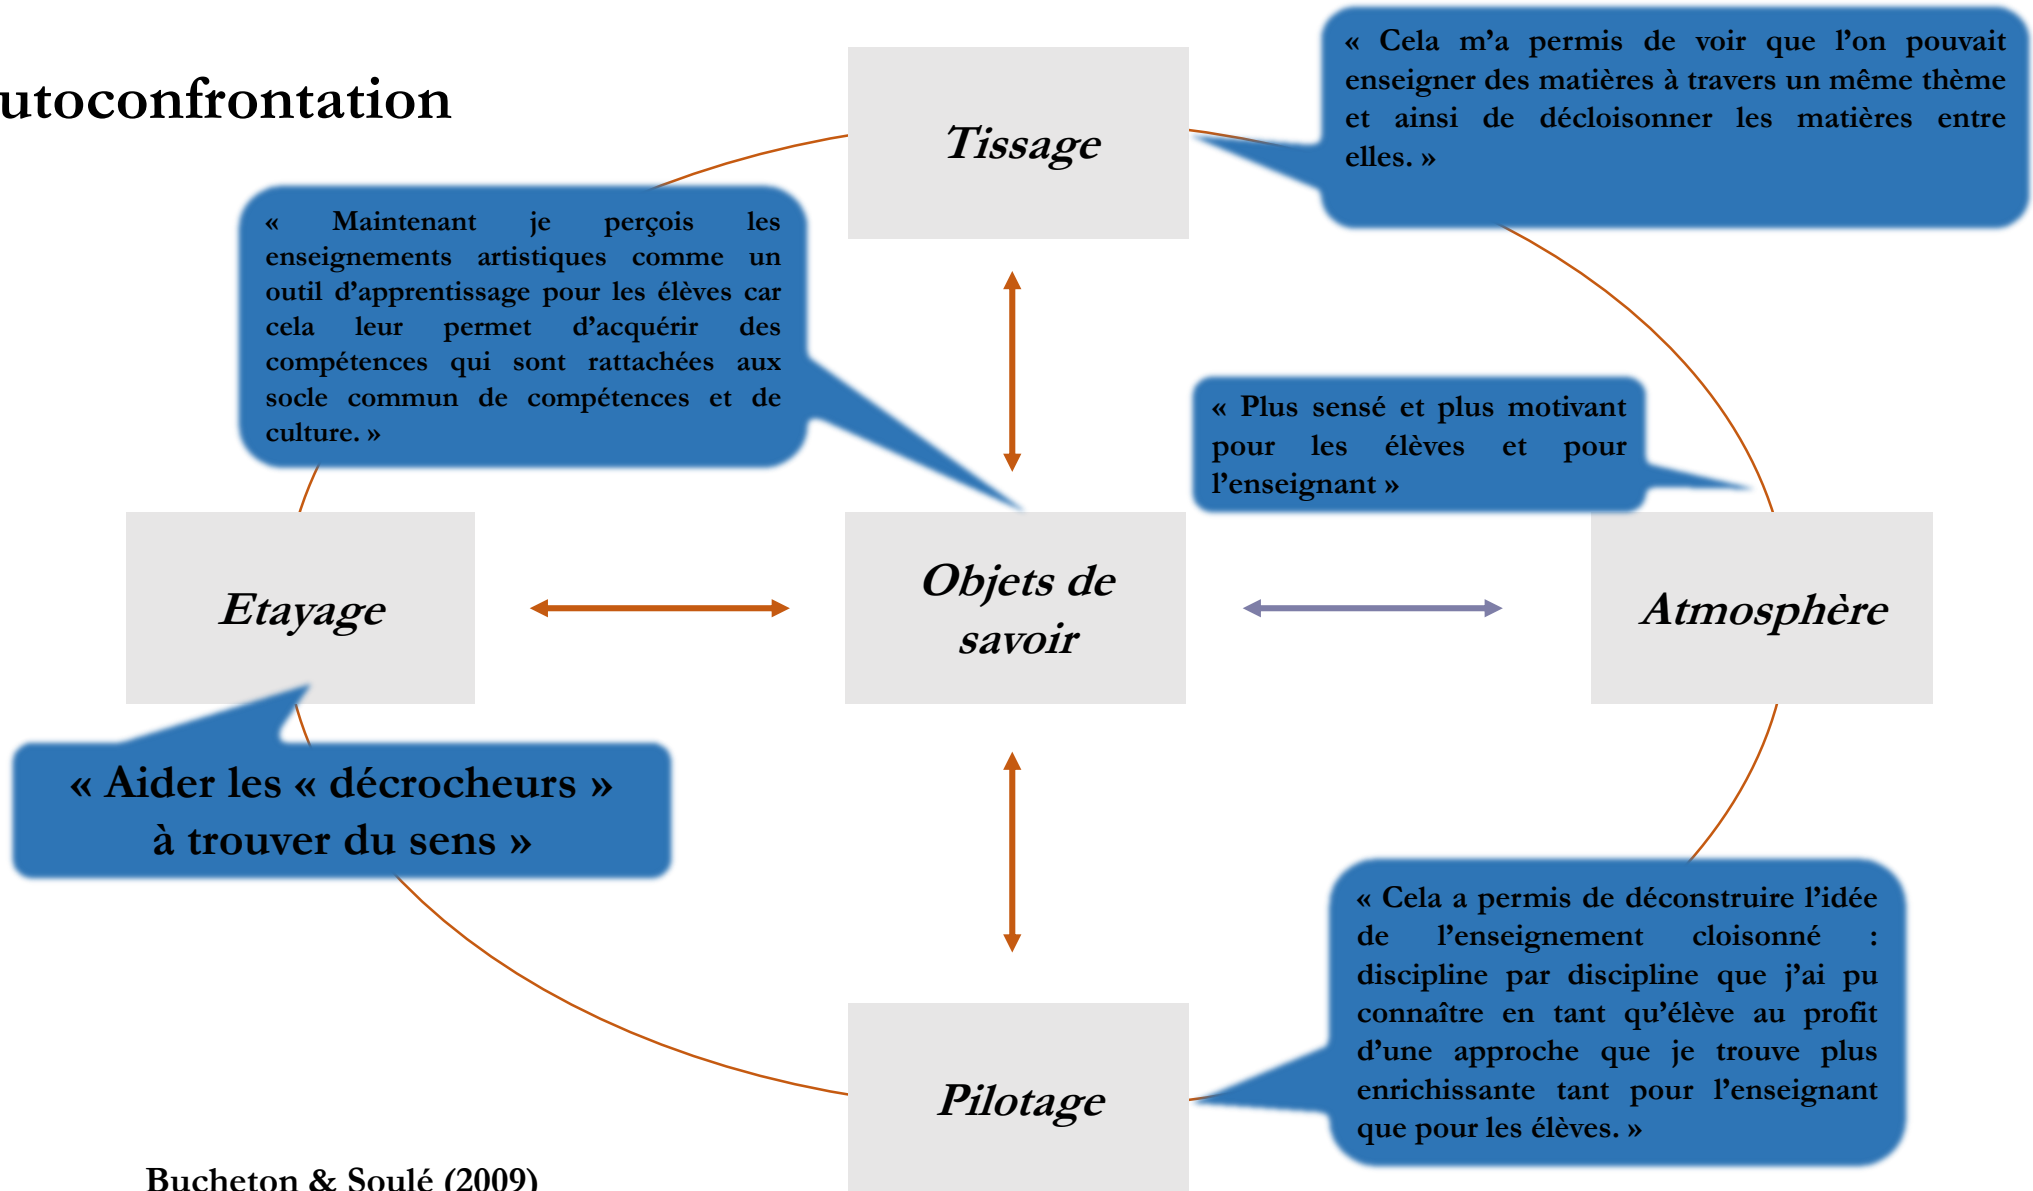 utoconfrontation
Tissage
« Cela m’a permis de voir que l’on pouvait
enseigner des matières à travers un même thème
et ainsi de décloisonner les matières entre
elles. »
« Maintenant je perçois les
enseignements artistiques comme un
outil d’apprentissage pour les élèves car
cela leur permet d’acquérir des
compétences qui sont rattachées aux
socle commun de compétences et de
culture. »
« Plus sensé et plus motivant
pour les élèves et pour
l’enseignant »
Etayage
Objets de
savoir
Atmosphère
« Aider les « décrocheurs »
à trouver du sens »
« Cela a permis de déconstruire l’idée
de l’enseignement cloisonné :
discipline par discipline que j’ai pu
connaître en tant qu’élève au profit
d’une approche que je trouve plus
enrichissante tant pour l’enseignant
que pour les élèves. »
Pilotage
Bucheton & Soulé (2009)